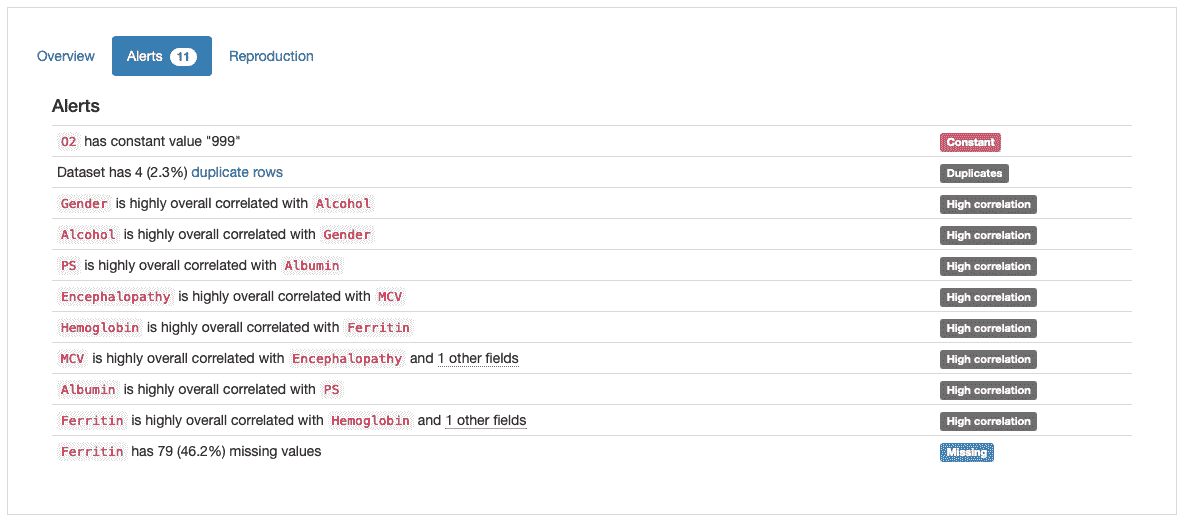 Overview Alerts 11 Reproduction
Alerts
O2 has constant value "999" Constant
Dataset has 4 (2.3%) duplicate rows Duplicates
Gender is highly overall correlated with Alcohol High correlation
Alcohol is highly overall correlated with Gender High correlation
PS is highly overall correlated with Albumin High correlation
Encephalopathy is highly overall correlated with MCV High correlation
Hemoglobin is highly overall correlated with Ferritin High correlation
MCV is highly overall correlated with Encephalopathy and 1 other fields High correlation
Albumin is highly overall correlated with PS High correlation
Ferritin is highly overall correlated with Hemoglobin and 1 other fields High correlation
Ferritin has 79 (46.2%) missing values Missing